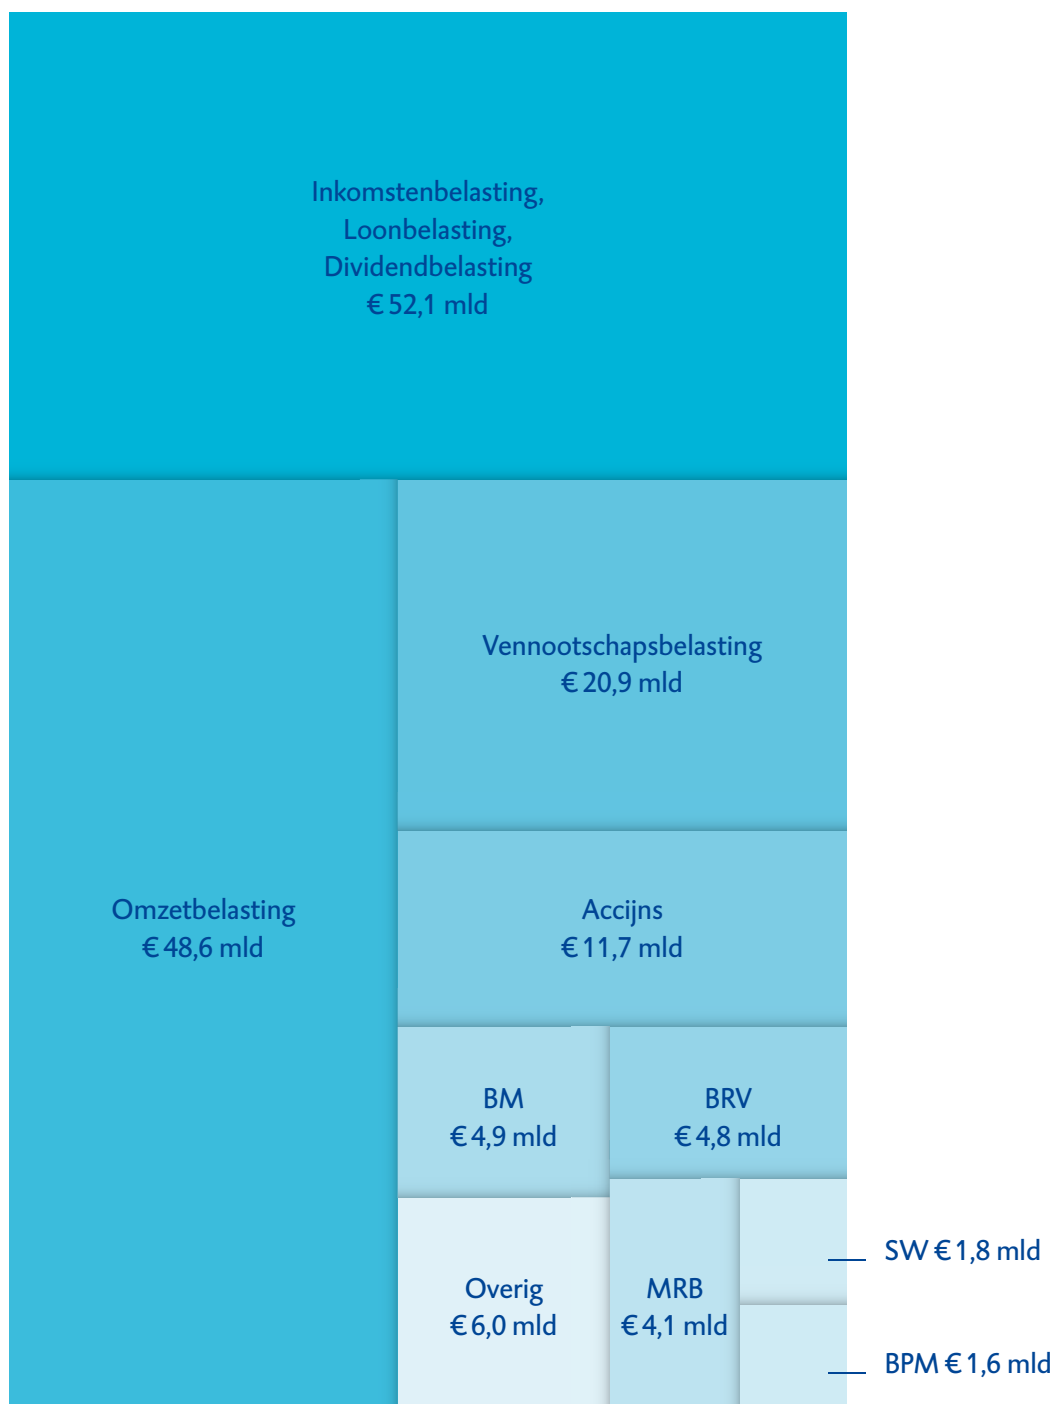 Inkomstenbelasting,
Loonbelasting,
Dividendbelasting
€ 52,1 mld
Vennootschapsbelasting
€ 20,9 mld
Omzetbelasting
€ 48,6 mld
Accijns
€ 11,7 mld
BM
€ 4,9 mld
BRV
€ 4,8 mld
Overig
€ 6,0 mld
MRB
€ 4,1 mld
SW € 1,8 mld
BPM € 1,6 mld